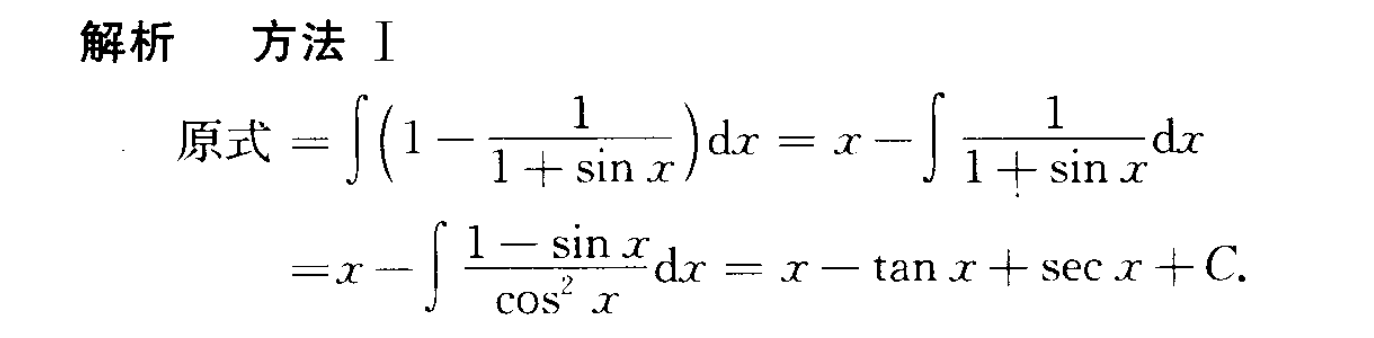 解析 方法 Ⅰ
原式 = ∫(1 − 1/(1 + sin x))dx = x − ∫ 1/(1 + sin x) dx
= x − ∫ (1 − sin x)/cos² x dx = x − tan x + sec x + C.